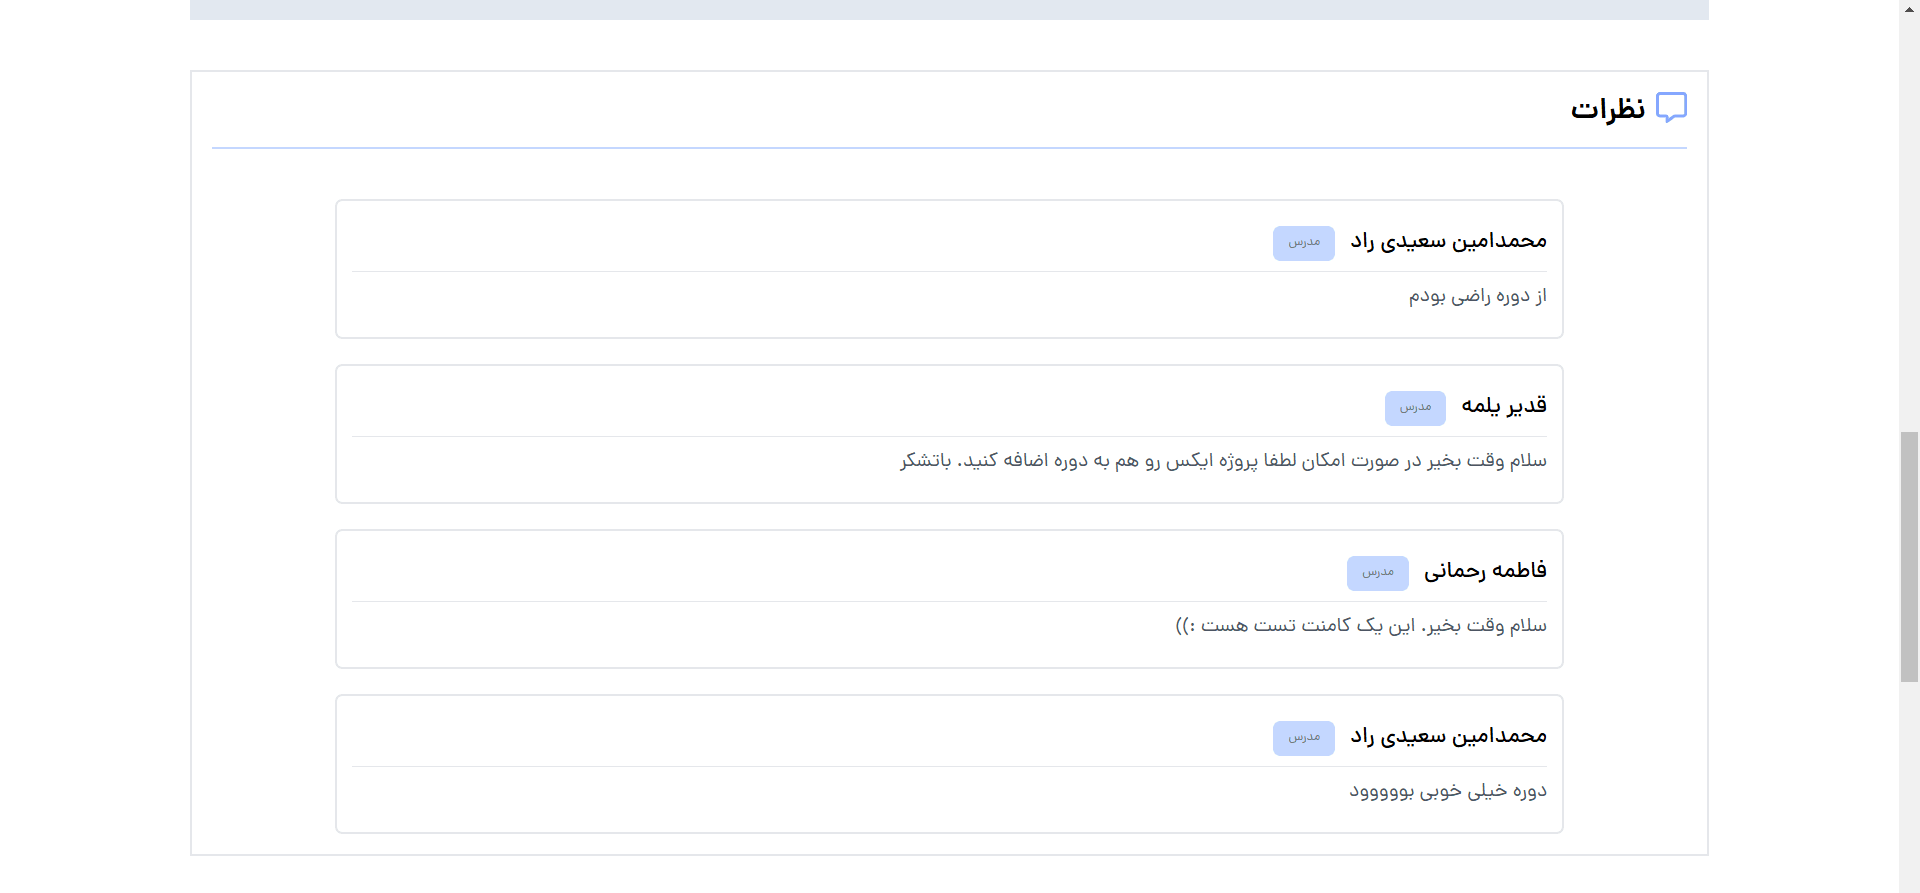 نظرات
محمدامین سعیدی راد مدرس
از دوره راضی بودم
قدیر یلمه مدرس
سلام وقت بخیر در صورت امکان لطفا پروژه ایکس رو هم به دوره اضافه کنید. باتشکر
فاطمه رحمانی مدرس
سلام وقت بخیر. این یک کامنت تست هست :))
محمدامین سعیدی راد مدرس
دوره خیلی خوبی بوووووود